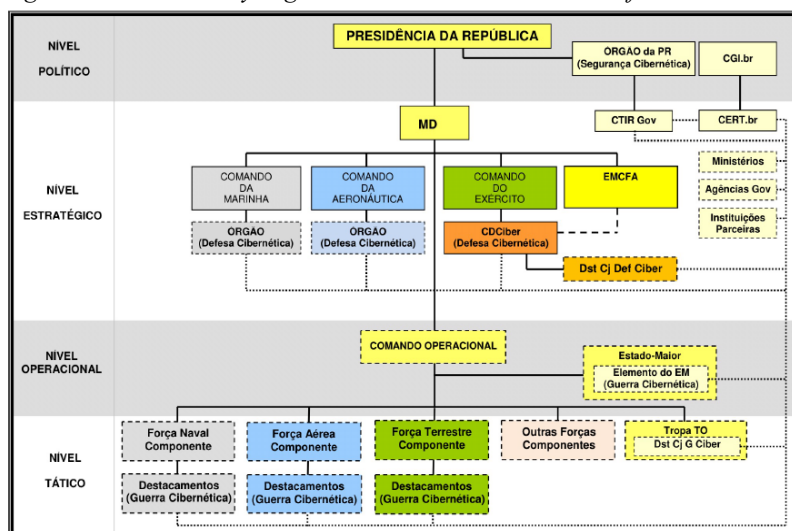 NÍVEL
POLÍTICO
PRESIDÊNCIA DA REPÚBLICA
ORGAO da PR
(Segurança Cibernética)
CGI.br
CTIR Gov
CERT.br
NÍVEL
ESTRATÉGICO
MD
Ministérios
Agências Gov
Instituições
Parceiras
COMANDO
DA
MARINHA
COMANDO
DA
AERONÁUTICA
COMANDO
DO
EXÉRCITO
EMCFA
ORGÃO
(Defesa Cibernética)
ORGÃO
(Defesa Cibernética)
CDCiber
(Defesa Cibernética)
Dst Cj Def Ciber
NÍVEL
OPERACIONAL
COMANDO OPERACIONAL
Estado-Maior
Elemento do EM
(Guerra Cibernética)
NÍVEL
TÁTICO
Força Naval
Componente
Força Aérea
Componente
Força Terrestre
Componente
Outras Forças
Componentes
Tropa TO
Dst Cj G Ciber
Destacamentos
(Guerra Cibernética)
Destacamentos
(Guerra Cibernética)
Destacamentos
(Guerra Cibernética)